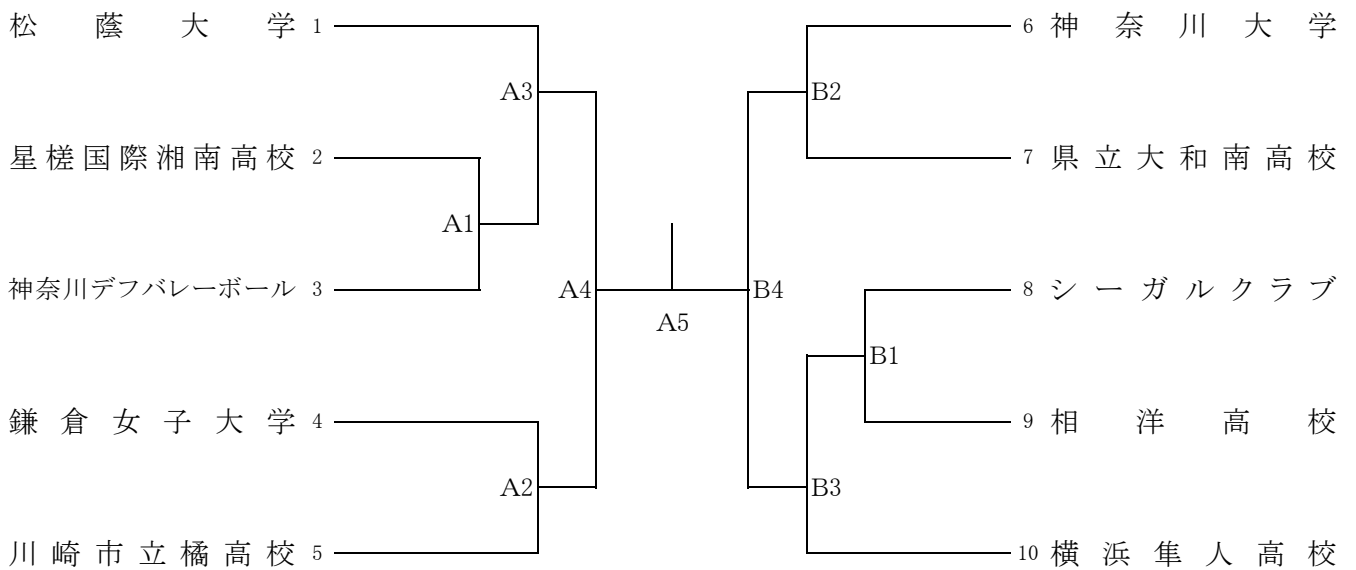 松蔭大学 1
6 神奈川大学
A3
B2
星槎国際湘南高校 2
7 県立大和南高校
A1
神奈川デフバレーボール 3
A4
B4
8 シーガルクラブ
A5
B1
鎌倉女子大学 4
9 相洋高校
A2
B3
川崎市立橘高校 5
10 横浜隼人高校